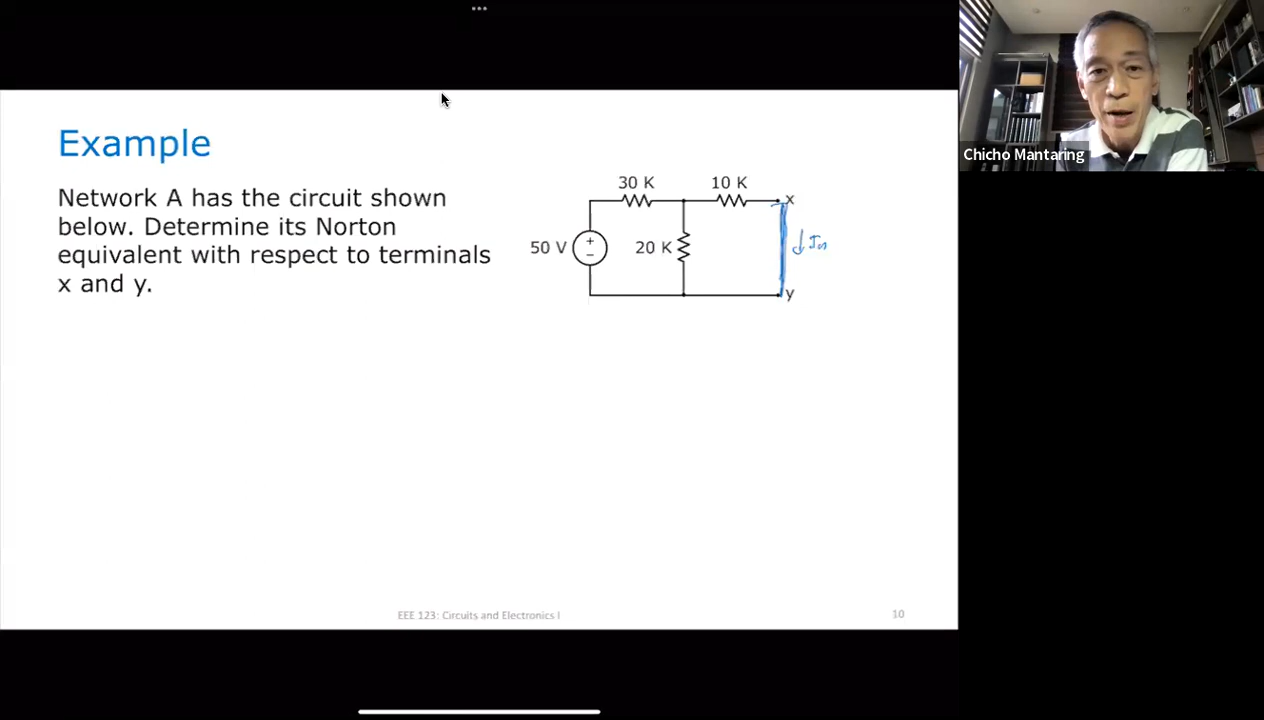 Example
Network A has the circuit shown
below. Determine its Norton
equivalent with respect to terminals
x and y.
30 K
10 K
x
50 V
+
−
20 K
↓ In
y
EEE 123: Circuits and Electronics I
10
Chicho Mantaring